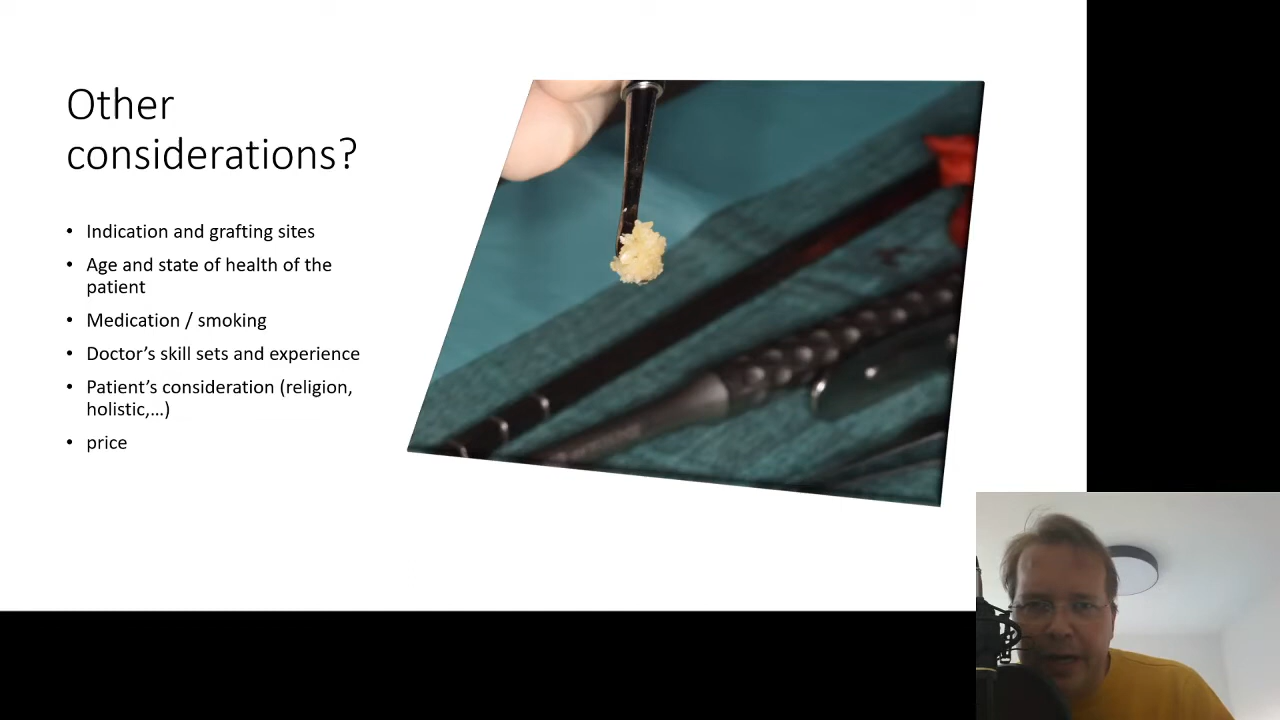 Other
considerations?
• Indication and grafting sites
• Age and state of health of the
patient
• Medication / smoking
• Doctor’s skill sets and experience
• Patient’s consideration (religion,
holistic,…)
• price